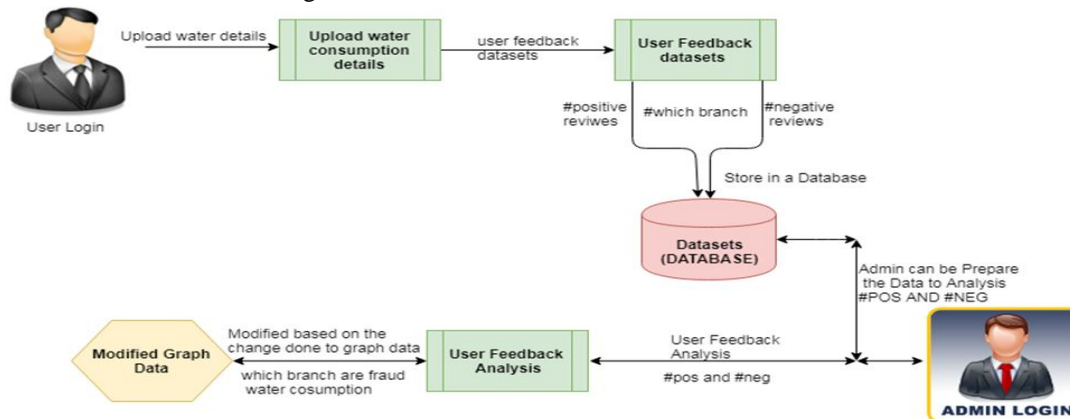 Upload water details
Upload water
consumption
details
user feedback
datasets
User Feedback
datasets
User Login
#positive
reviwes
#which branch
#negative
reviews
Store in a Database
Datasets
(DATABASE)
Admin can be Prepare
the Data to Analysis
#POS AND #NEG
Modified Graph
Data
Modified based on the
change done to graph data
which branch are fraud
water cosumption
User Feedback
Analysis
User Feedback
Analysis
#pos and #neg
ADMIN LOGIN